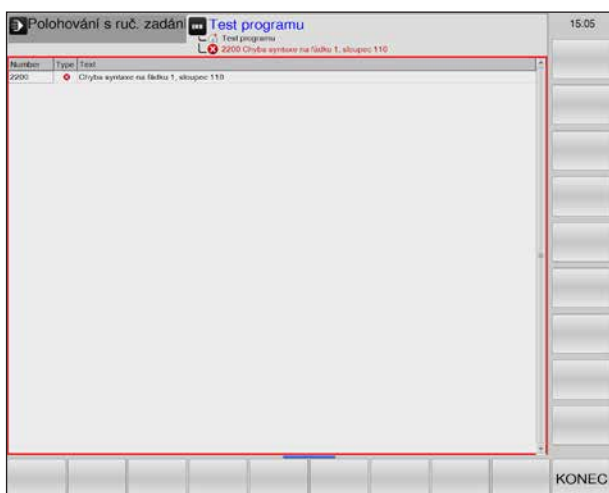 Polohování s ruč. zadán
Test programu
15:05
Test programu
2200 Chyba syntaxe na řádku 1, sloupec 110
Number Type Text
2200 Chyba syntaxe na řádku 1, sloupec 110
KONEC